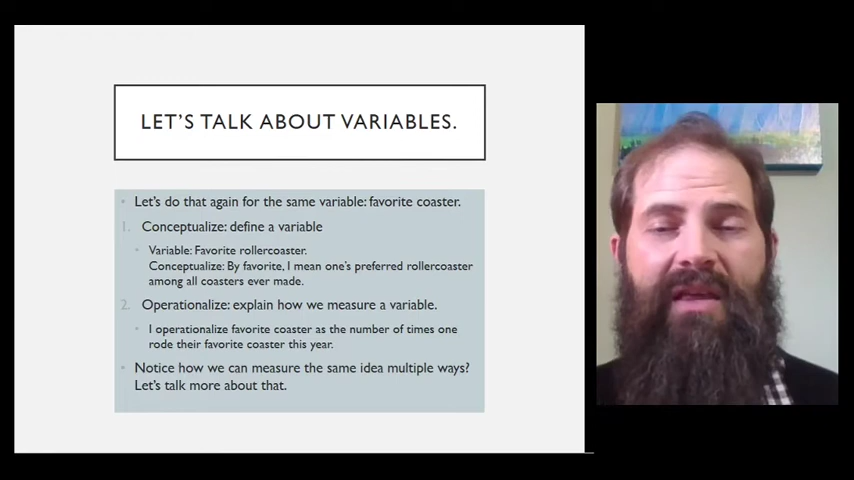 LET'S TALK ABOUT VARIABLES.
• Let's do that again for the same variable: favorite coaster.
1. Conceptualize: define a variable
• Variable: Favorite rollercoaster.
Conceptualize: By favorite, I mean one's preferred rollercoaster
among all coasters ever made.
2. Operationalize: explain how we measure a variable.
• I operationalize favorite coaster as the number of times one
rode their favorite coaster this year.
• Notice how we can measure the same idea multiple ways?
Let's talk more about that.